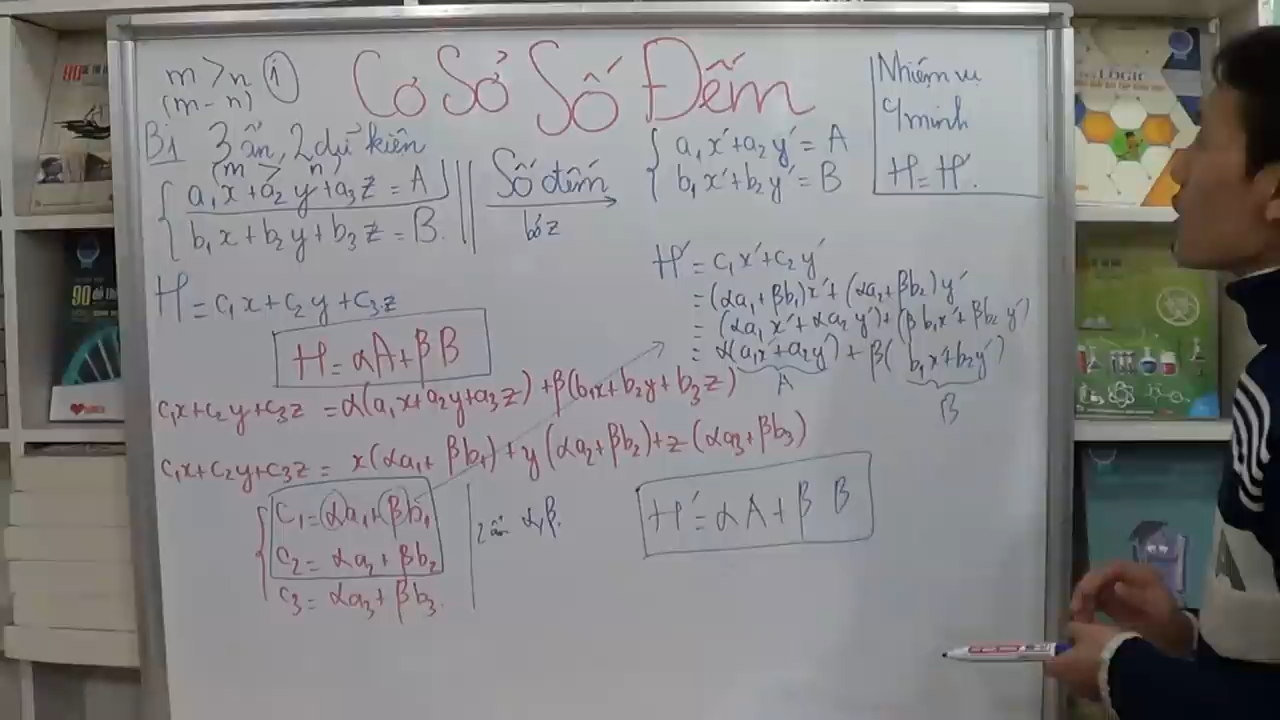 m > n ①
(m - n)
Cơ Sở Số Đếm
B1 3 ẩn, 2 dữ kiện
(m > n)
{ a₁x + a₂y + a₃z = A
{ b₁x + b₂y + b₃z = B.
Số đếm
bớt z
{ a₁x' + a₂y' = A
{ b₁x' + b₂y' = B
Nhiệm vụ
C/minh
H = H'.
H = c₁x + c₂y + c₃z
H = αA + βB
c₁x + c₂y + c₃z = α(a₁x + a₂y + a₃z) + β(b₁x + b₂y + b₃z)
c₁x + c₂y + c₃z = x(αa₁ + βb₁) + y(αa₂ + βb₂) + z(αa₃ + βb₃)
{ c₁ = αa₁ + βb₁
c₂ = αa₂ + βb₂
c₃ = αa₃ + βb₃.
2 ẩn α, β.
H' = c₁x' + c₂y'
= (αa₁ + βb₁)x' + (αa₂ + βb₂)y'
= (αa₁x' + αa₂y') + (βb₁x' + βb₂y')
= α(a₁x' + a₂y') + β(b₁x' + b₂y')
A
B
H' = αA + βB
LOGIC
90